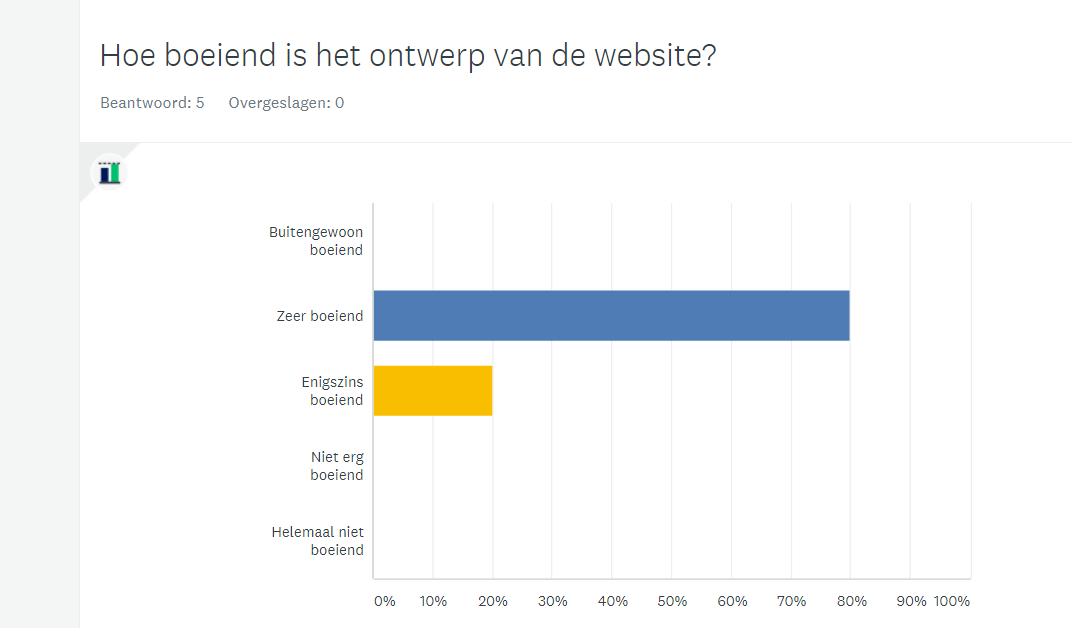 Hoe boeiend is het ontwerp van de website?
Beantwoord: 5 Overgeslagen: 0
Buitengewoon
boeiend
Zeer boeiend
Enigszins
boeiend
Niet erg
boeiend
Helemaal niet
boeiend
0% 10% 20% 30% 40% 50% 60% 70% 80% 90% 100%